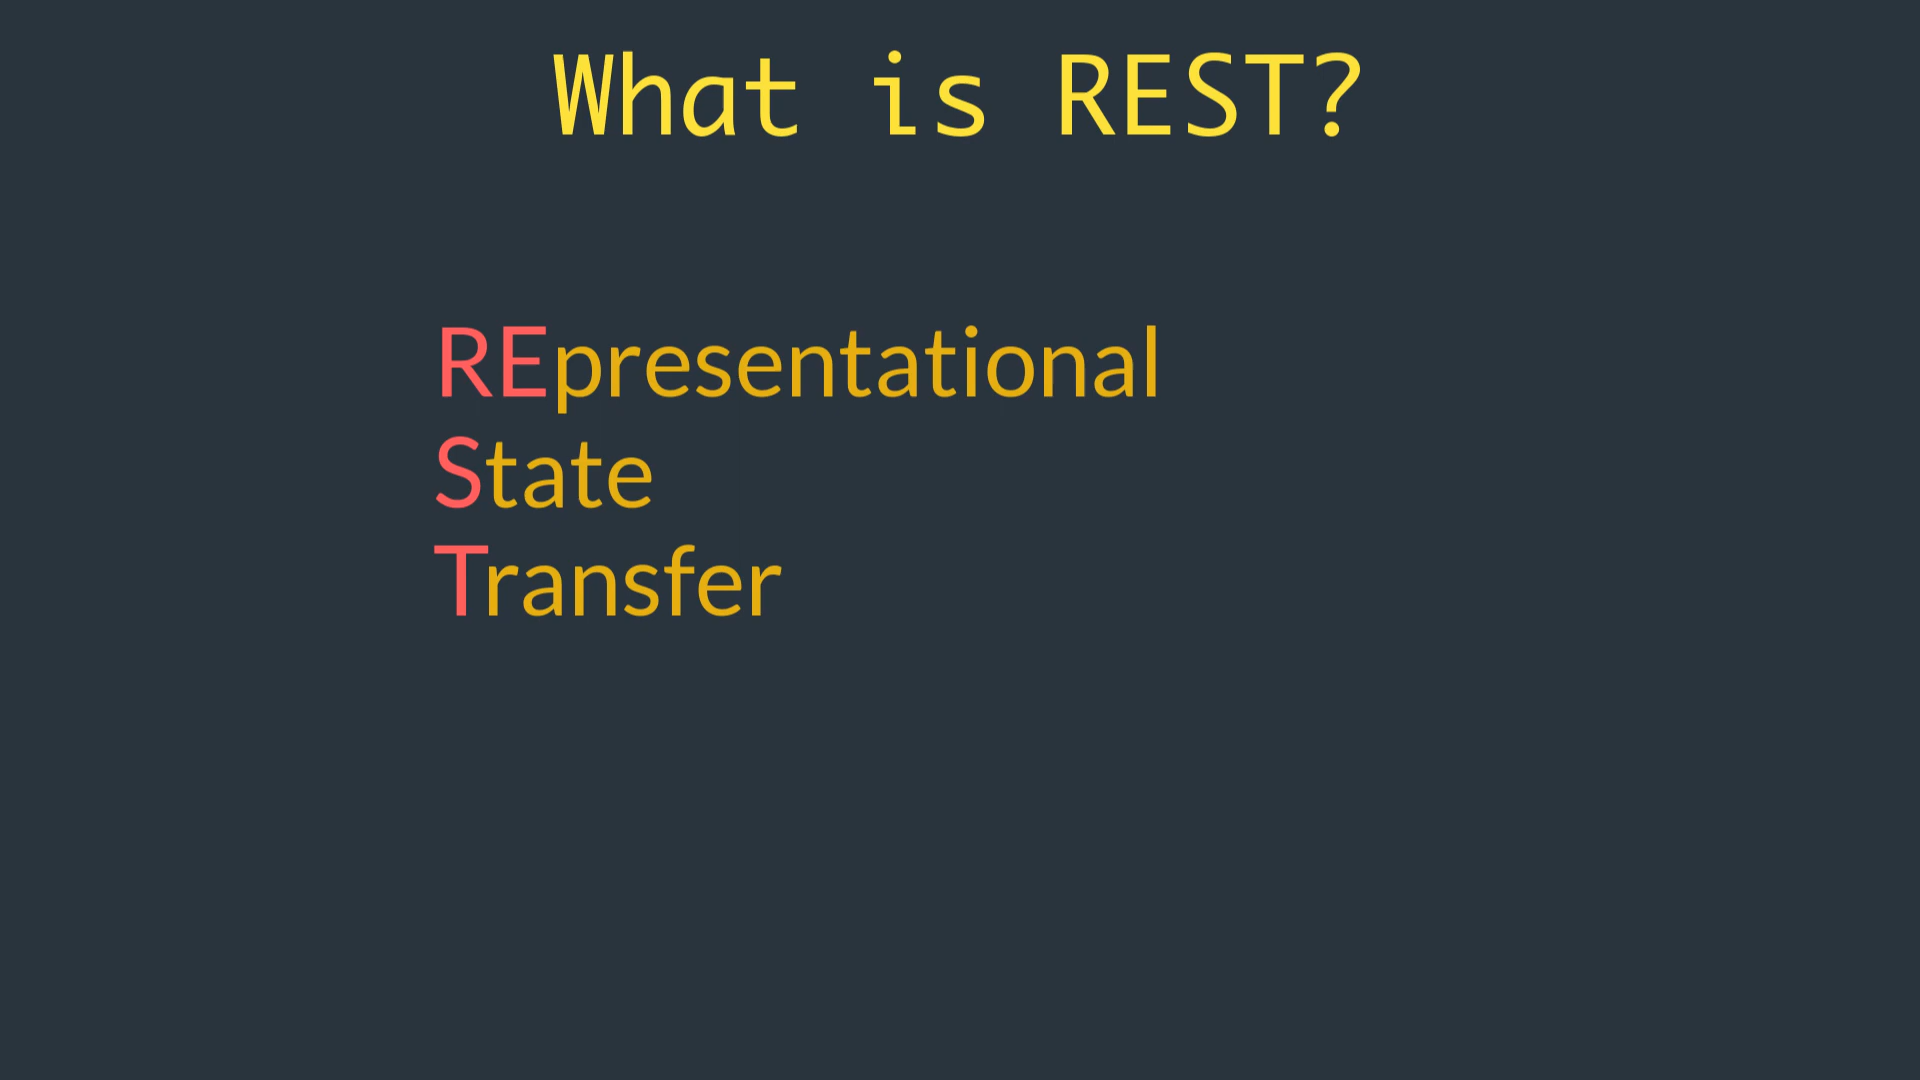 What is REST?
REpresentational
State
Transfer